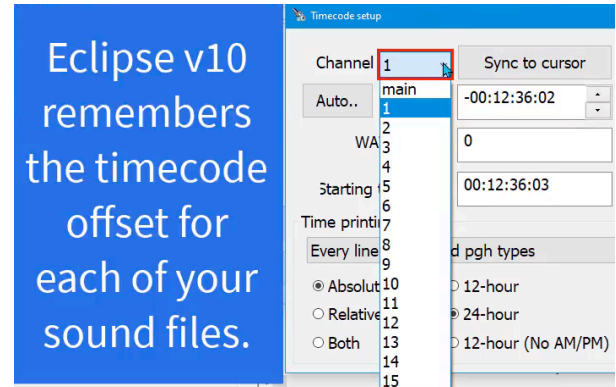 Eclipse v10
remembers
the timecode
offset for
each of your
sound files.
Timecode setup
Channel 1 Sync to cursor
Auto.. -00:12:36:02
0
Starting 00:12:36:03
Time
Every line pgh types
Absolut 12-hour
Relative 24-hour
Both 12-hour (No AM/PM)
main
1
2
3
4
5
6
7
8
9
10
11
12
13
14
15